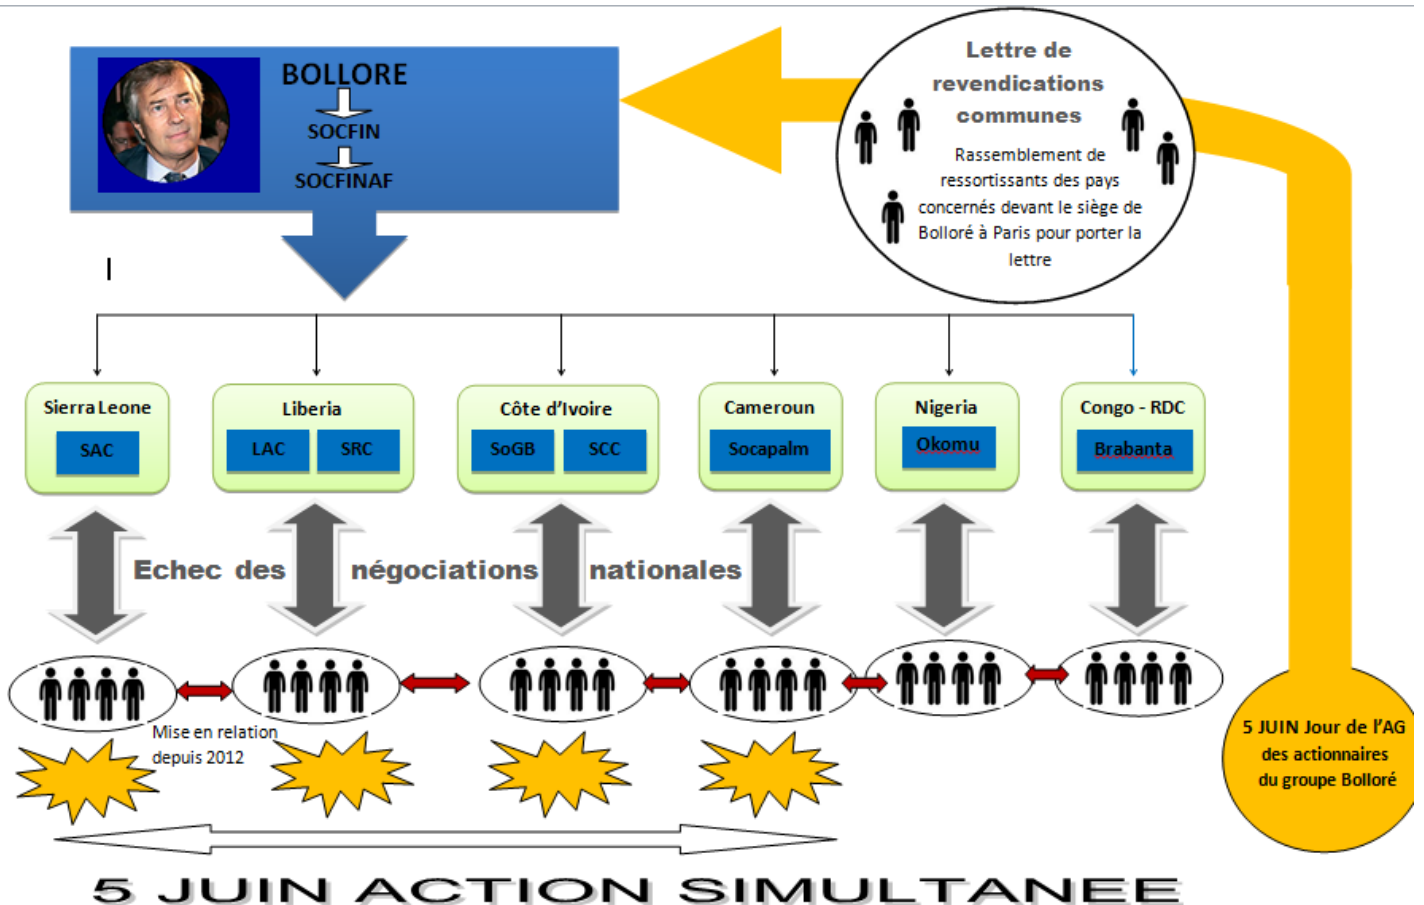 BOLLORE
SOCFIN
SOCFINAF
Lettre de
revendications
communes
Rassemblement de
ressortissants des pays
concernés devant le siège de
Bolloré à Paris pour porter la
lettre
Sierra Leone
SAC
Liberia
LAC SRC
Côte d'Ivoire
SoGB SCC
Cameroun
Socapalm
Nigeria
Okomu
Congo - RDC
Brabanta
Echec des négociations nationales
Mise en relation
depuis 2012
5 JUIN Jour de l'AG
des actionnaires
du groupe Bolloré
5 JUIN ACTION SIMULTANEE